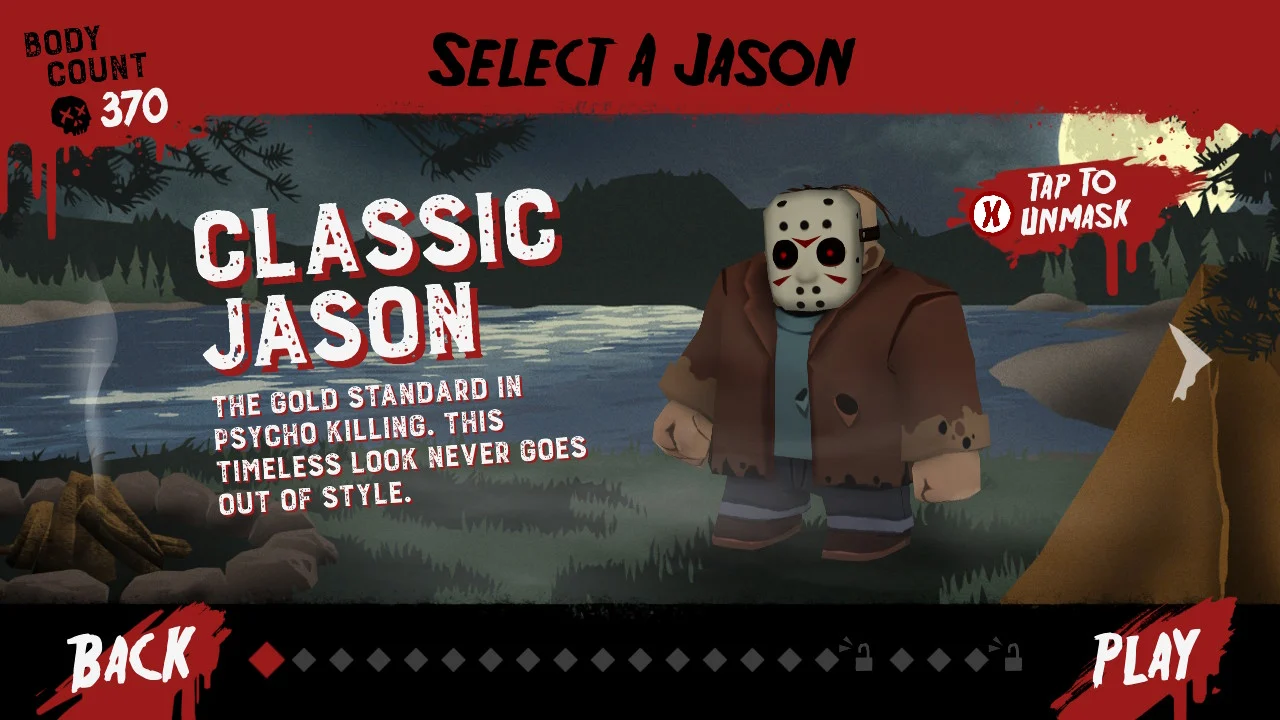 BODY
COUNT
370
SELECT A JASON
TAP TO
X UNMASK
CLASSIC
JASON
THE GOLD STANDARD IN
PSYCHO KILLING. THIS
TIMELESS LOOK NEVER GOES
OUT OF STYLE.
BACK
PLAY